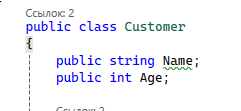 Ссылок: 2
public class Customer
{
public string Name;
public int Age;